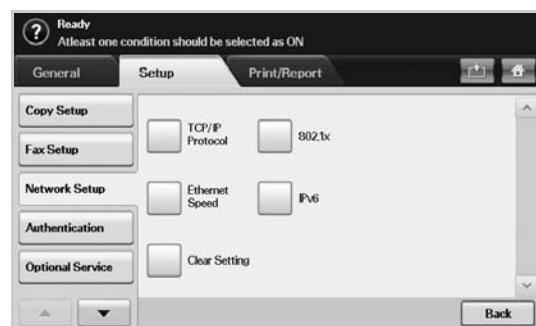 Ready
Atleast one condition should be selected as ON
General
Setup
Print/Report
Copy Setup
Fax Setup
Network Setup
Authentication
Optional Service
TCP/IP
Protocol
802.1x
Ethernet
Speed
IPv6
Clear Setting
Back